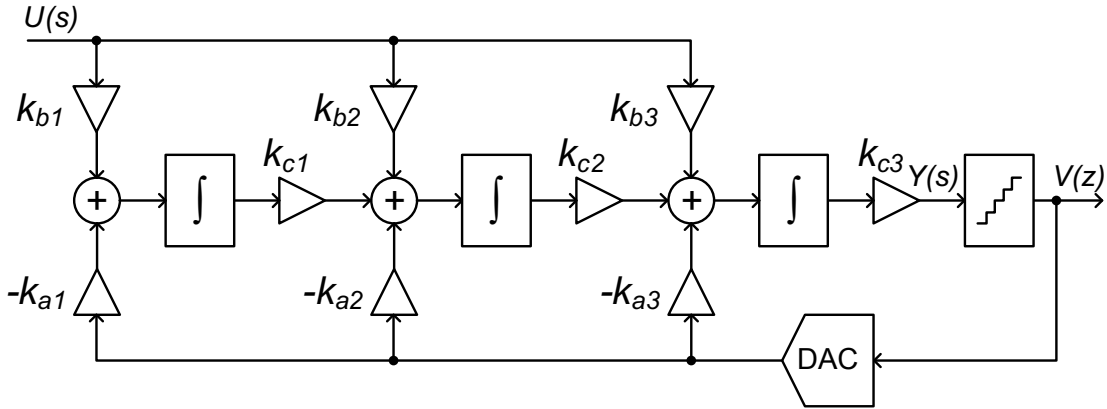 U(s)
k_b1 k_b2 k_b3
k_c1 k_c2 k_c3 Y(s) V(z)
+ ∫ + ∫ + ∫
-k_a1 -k_a2 -k_a3
DAC